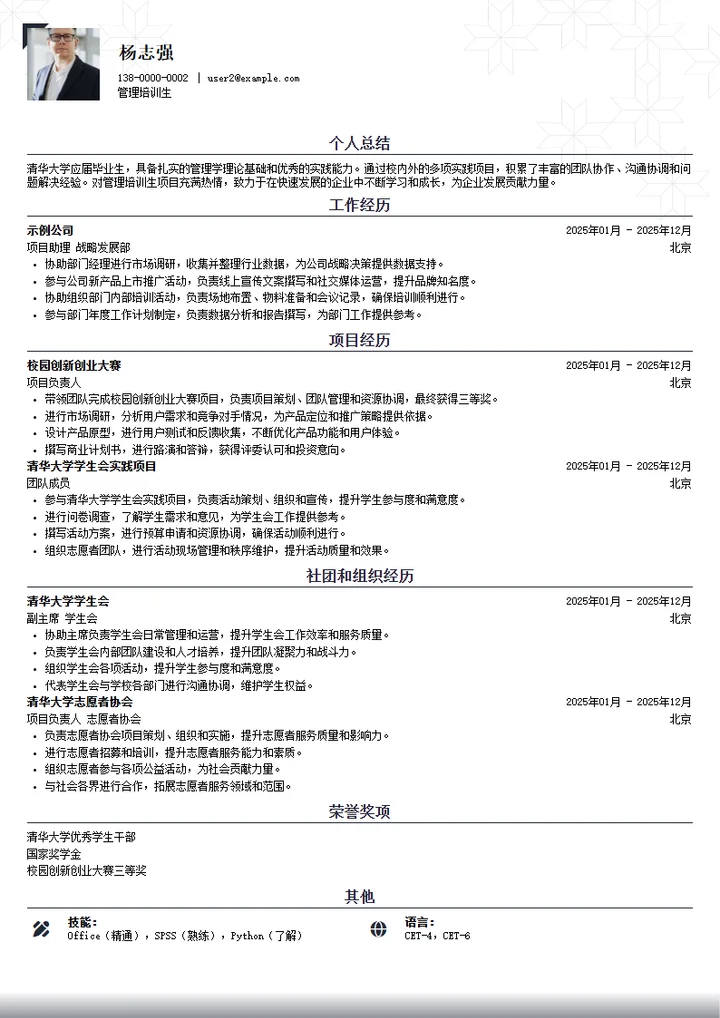 杨志强
138-0000-0002 | user2@example.com
管理培训生
个人总结
清华大学应届毕业生，具备扎实的管理学理论基础和优秀的实践能力。通过校内外的多项实践项目，积累了丰富的团队协作、沟通协调和问
题解决经验。对管理培训生项目充满热情，致力于在快速发展的企业中不断学习和成长，为企业发展贡献力量。
工作经历
示例公司 2025年01月 - 2025年12月
项目助理 战略发展部 北京
• 协助部门经理进行市场调研，收集并整理行业数据，为公司战略决策提供数据支持。
• 参与公司新产品上市推广活动，负责线上宣传文案撰写和社交媒体运营，提升品牌知名度。
• 协助组织部门内部培训活动，负责场地布置、物料准备和会议记录，确保培训顺利进行。
• 参与部门年度工作计划制定，负责数据分析和报告撰写，为部门工作提供参考。
项目经历
校园创新创业大赛 2025年01月 - 2025年12月
项目负责人 北京
• 带领团队完成校园创新创业大赛项目，负责项目策划、团队管理和资源协调，最终获得三等奖。
• 进行市场调研，分析用户需求和竞争对手情况，为产品定位和推广策略提供依据。
• 设计产品原型，进行用户测试和反馈收集，不断优化产品功能和用户体验。
• 撰写商业计划书，进行路演和答辩，获得评委认可和投资意向。
清华大学学生会实践项目 2025年01月 - 2025年12月
团队成员 北京
• 参与清华大学学生会实践项目，负责活动策划、组织和宣传，提升学生参与度和满意度。
• 进行问卷调查，了解学生需求和意见，为学生会工作提供参考。
• 撰写活动方案，进行预算申请和资源协调，确保活动顺利进行。
• 组织志愿者团队，进行活动现场管理和秩序维护，提升活动质量和效果。
社团和组织经历
清华大学学生会 2025年01月 - 2025年12月
副主席 学生会 北京
• 协助主席负责学生会日常管理和运营，提升学生会工作效率和服务质量。
• 负责学生会内部团队建设和人才培养，提升团队凝聚力和战斗力。
• 组织学生会各项活动，提升学生参与度和满意度。
• 代表学生会与学校各部门进行沟通协调，维护学生权益。
清华大学志愿者协会 2025年01月 - 2025年12月
项目负责人 志愿者协会 北京
• 负责志愿者协会项目策划、组织和实施，提升志愿者服务质量和影响力。
• 进行志愿者招募和培训，提升志愿者服务能力和素质。
• 组织志愿者参与各项公益活动，为社会贡献力量。
• 与社会各界进行合作，拓展志愿者服务领域和范围。
荣誉奖项
清华大学优秀学生干部
国家奖学金
校园创新创业大赛三等奖
其他
技能： 语言：
Office（精通），SPSS（熟练），Python（了解） CET-4，CET-6